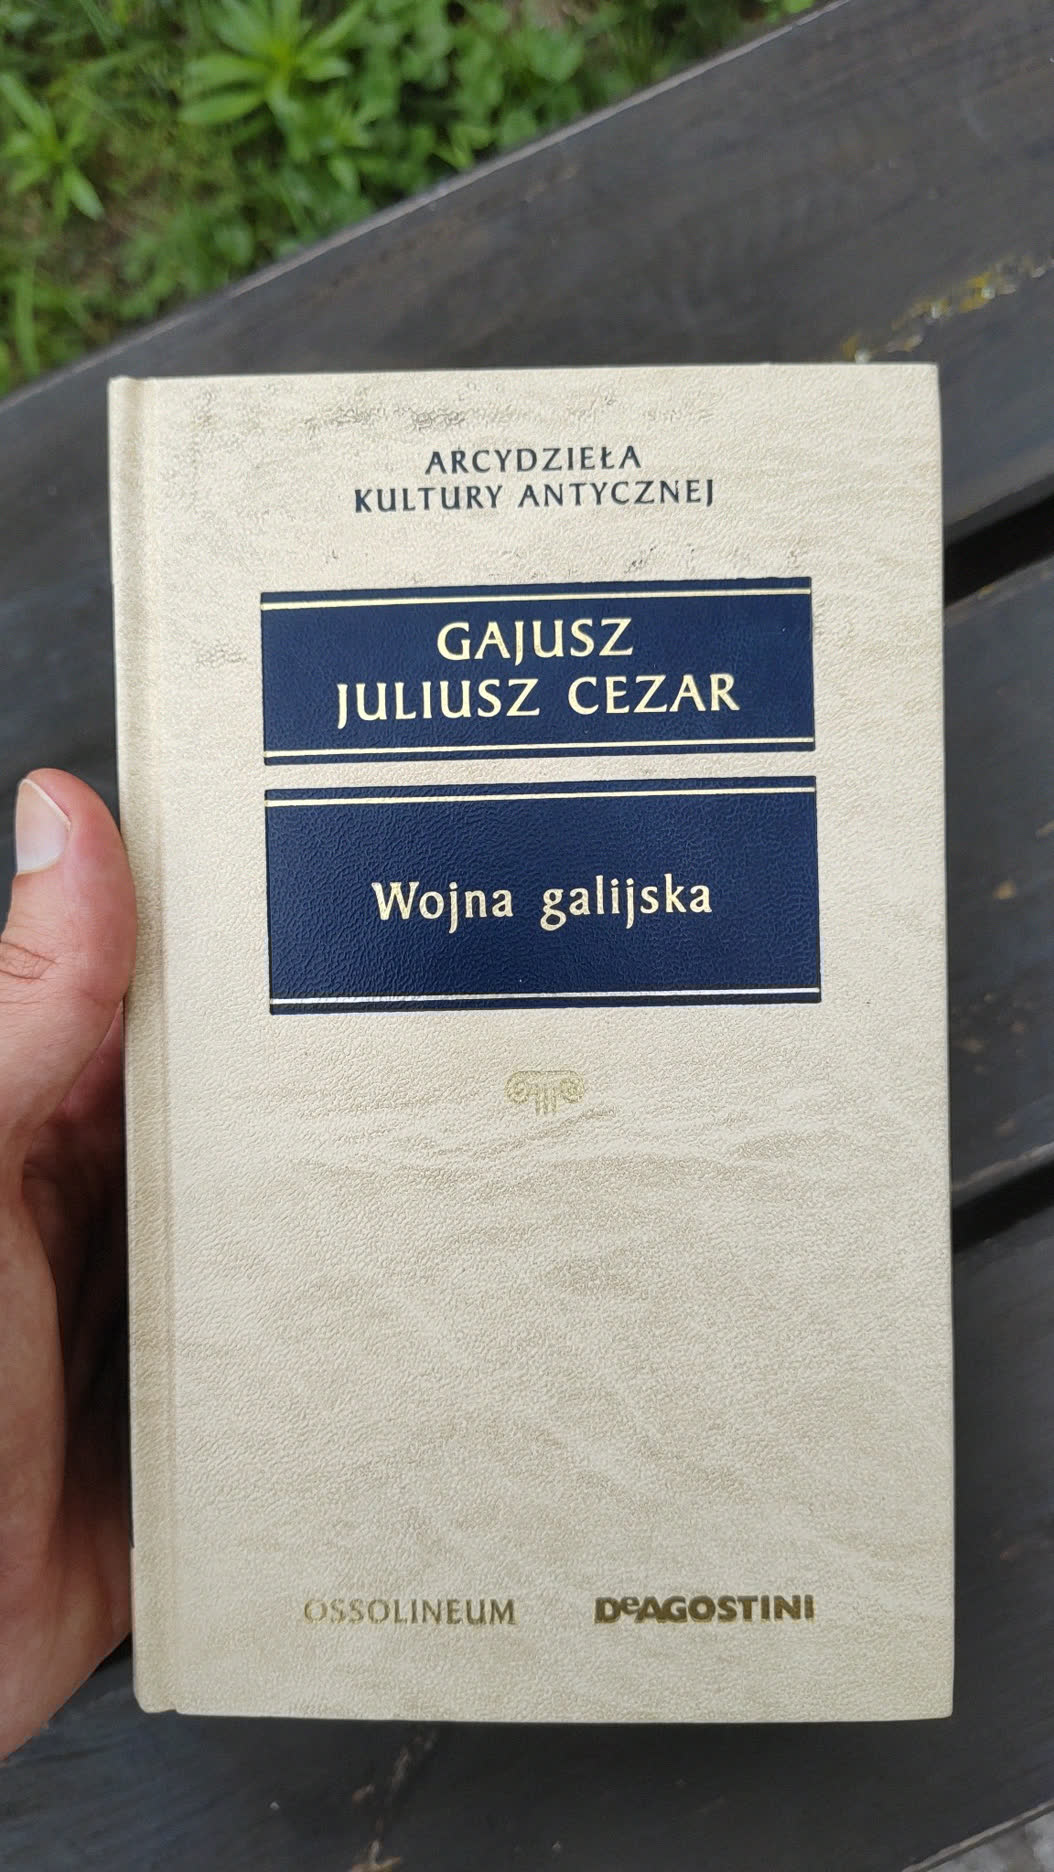 ARCYDZIEŁA
KULTURY ANTYCZNEJ
GAJUSZ
JULIUSZ CEZAR
Wojna galijska
OSSOLINEUM
DeAGOSTINI